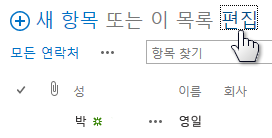 새 항목 또는 이 목록 편집
모든 연락처 ••• 항목 찾기
성 이름 회사
박 ••• 영일